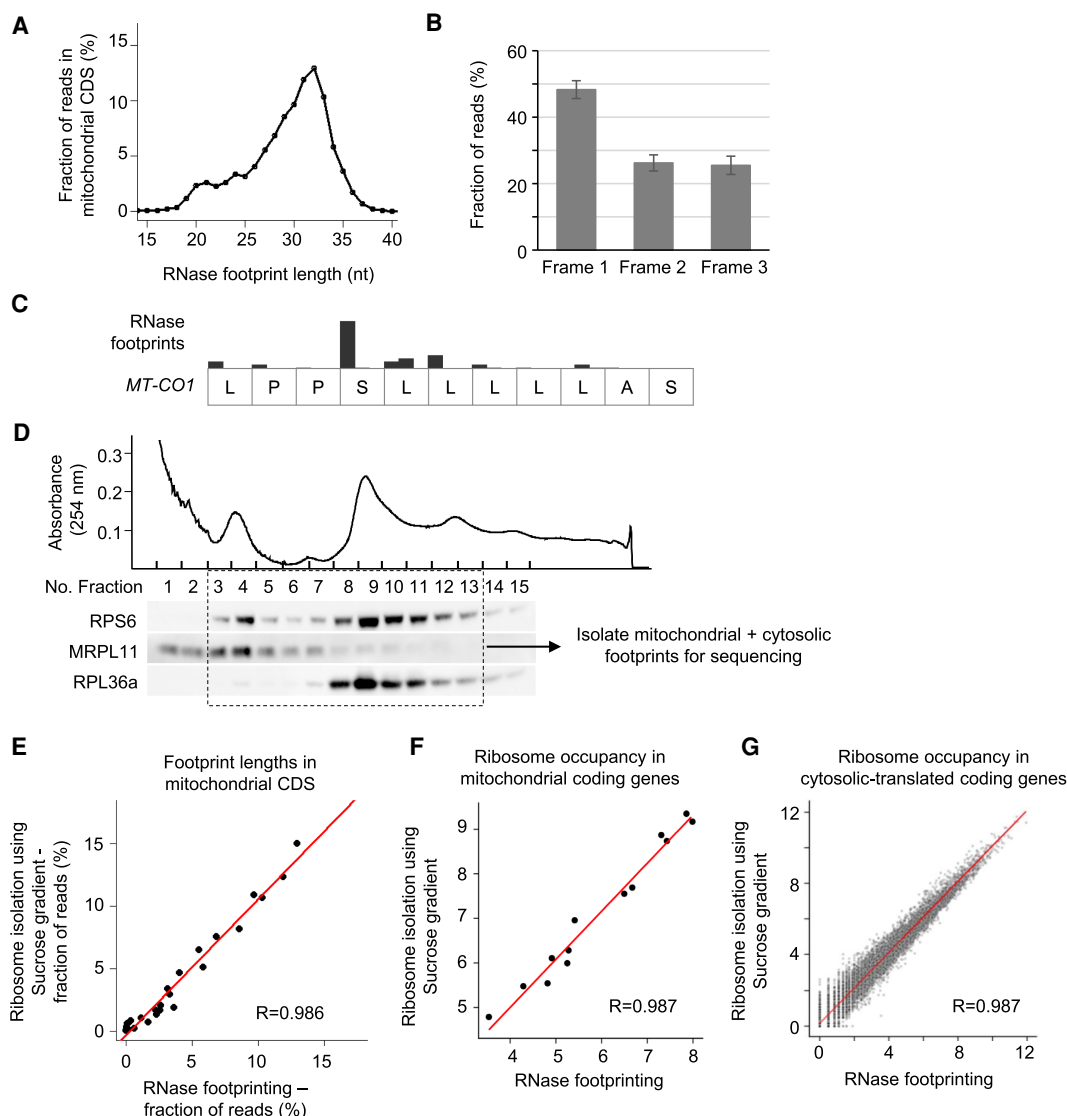 A
Fraction of reads in
mitochondrial CDS (%)
15
10
5
0
15 20 25 30 35 40
RNase footprint length (nt)
B
Fraction of reads (%)
60
40
20
0
Frame 1 Frame 2 Frame 3
C
RNase
footprints
MT-CO1 L P P S L L L L L A S
D
Absorbance
(254 nm)
0.3
0.2
0.1
No. Fraction 1 2 3 4 5 6 7 8 9 10 11 12 13 14 15
RPS6
MRPL11
RPL36a
Isolate mitochondrial + cytosolic
footprints for sequencing
E
Footprint lengths in
mitochondrial CDS
Ribosome isolation using
Sucrose gradient -
fraction of reads (%)
15
10
5
0
R=0.986
0 5 10 15
RNase footprinting –
fraction of reads (%)
F
Ribosome occupancy in
mitochondrial coding genes
Ribosome isolation using
Sucrose gradient
9
8
7
6
5
R=0.987
4 5 6 7 8
RNase footprinting
G
Ribosome occupancy in
cytosolic-translated coding genes
Ribosome isolation using
Sucrose gradient
12
8
4
0
R=0.987
0 4 8 12
RNase footprinting